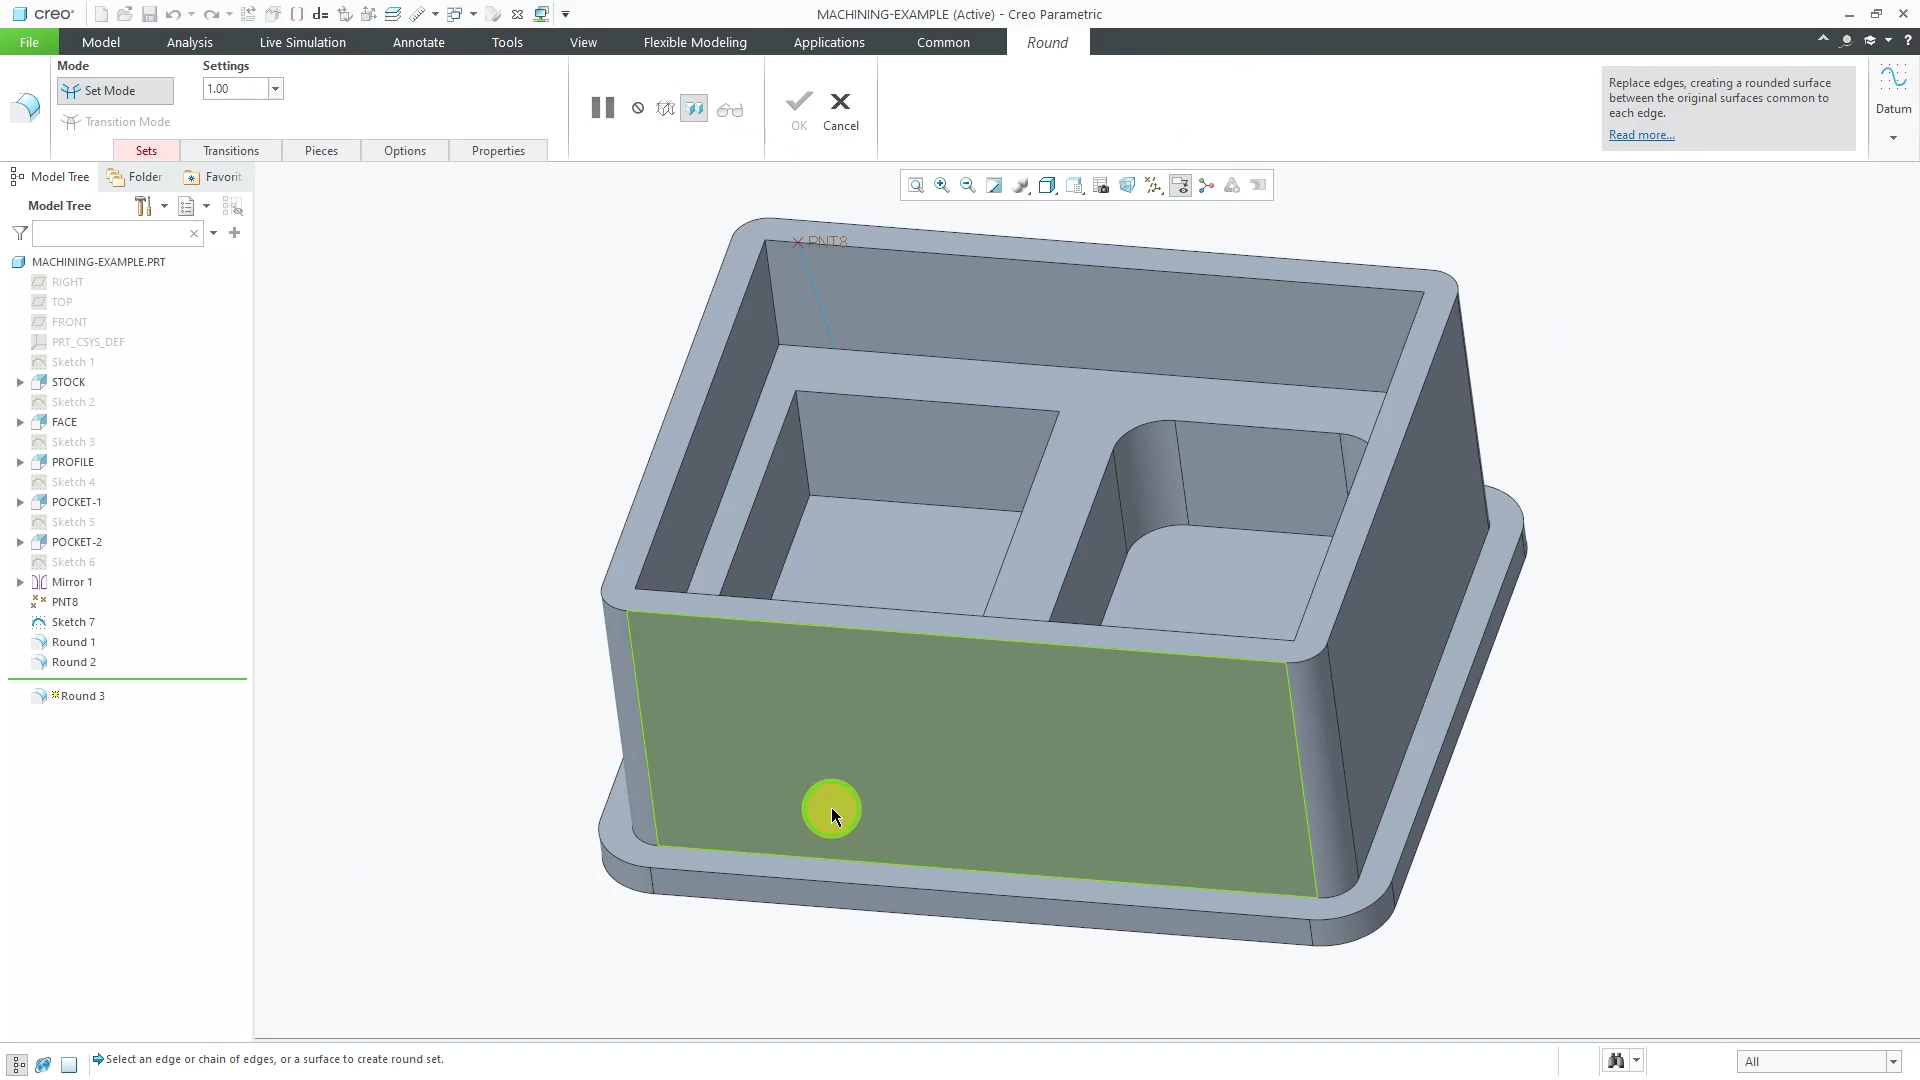 creo
MACHINING-EXAMPLE (Active) - Creo Parametric
File Model Analysis Live Simulation Annotate Tools View Flexible Modeling Applications Common Round
Mode
Settings
Set Mode
1.00
Transition Mode
OK
Cancel
Replace edges, creating a rounded surface
between the original surfaces common to
each edge.
Read more...
Datum
Sets Transitions Pieces Options Properties
Model Tree Folder Favorit
Model Tree
MACHINING-EXAMPLE.PRT
RIGHT
TOP
FRONT
PRT_CSYS_DEF
Sketch 1
STOCK
Sketch 2
FACE
Sketch 3
PROFILE
Sketch 4
POCKET-1
Sketch 5
POCKET-2
Sketch 6
Mirror 1
PNT8
Sketch 7
Round 1
Round 2
Round 3
PNT8
Select an edge or chain of edges, or a surface to create round set.
All